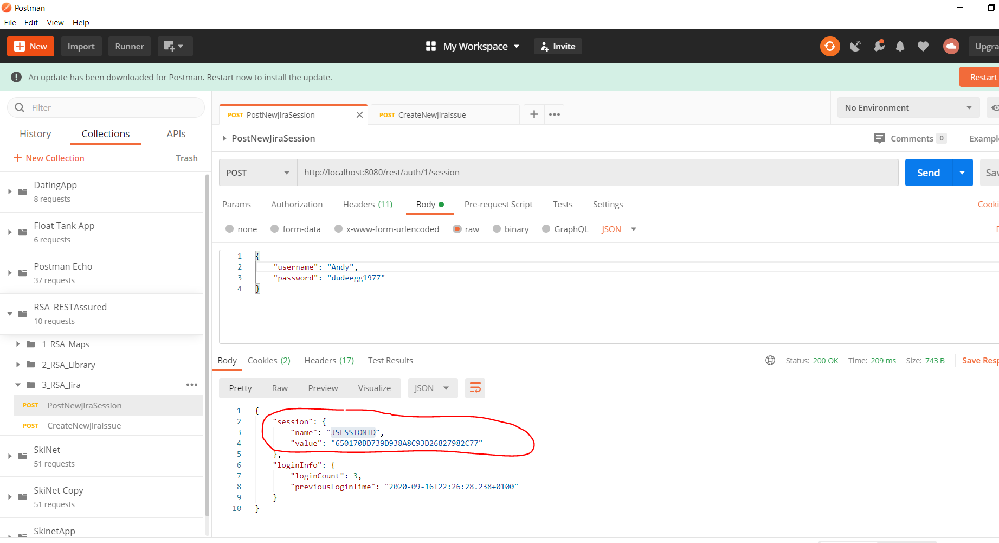 Postman
File Edit View Help
New Import Runner My Workspace Invite Upgra
An update has been downloaded for Postman. Restart now to install the update. Restart
Filter
History Collections APIs
New Collection Trash
DatingApp
8 requests
Float Tank App
6 requests
Postman Echo
37 requests
RSA_RESTAssured
10 requests
1_RSA_Maps
2_RSA_Library
3_RSA_Jira
POST PostNewJiraSession
POST CreateNewJiraIssue
SkiNet
51 requests
SkiNet Copy
51 requests
SkinetApp
POST PostNewJiraSession POST CreateNewJiraIssue No Environment
PostNewJiraSession Comments 0 Exampl
POST http://localhost:8080/rest/auth/1/session Send Sav
Params Authorization Headers (11) Body Pre-request Script Tests Settings Cooki
none form-data x-www-form-urlencoded raw binary GraphQL JSON
1 {
2 "username": "Andy",
3 "password": "dudeegg1977"
4 }
Body Cookies (2) Headers (17) Test Results Status: 200 OK Time: 209 ms Size: 743 B Save Resp
Pretty Raw Preview Visualize JSON
1 {
2 "session": {
3 "name": "JSESSIONID",
4 "value": "650170BD739D938A8C93D26827982C77"
5 },
6 "loginInfo": {
7 "loginCount": 3,
8 "previousLoginTime": "2020-09-16T22:26:28.238+0100"
9 }
10 }